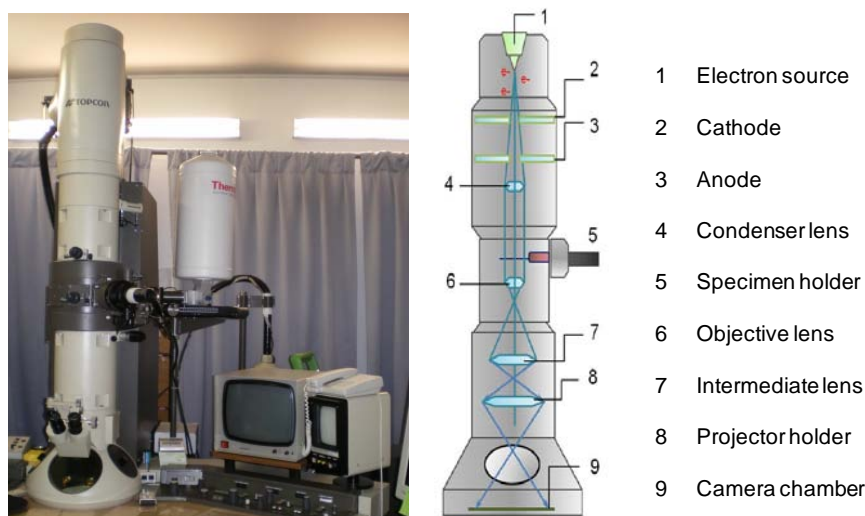 TOPCON
Thermo
1
2
3
4
5
6
7
8
9
1 Electron source
2 Cathode
3 Anode
4 Condenser lens
5 Specimen holder
6 Objective lens
7 Intermediate lens
8 Projector holder
9 Camera chamber